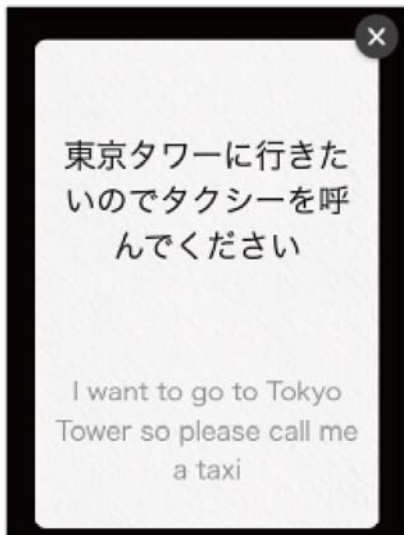 東京タワーに行きた
いのでタクシーを呼
んでください
I want to go to Tokyo
Tower so please call me
a taxi